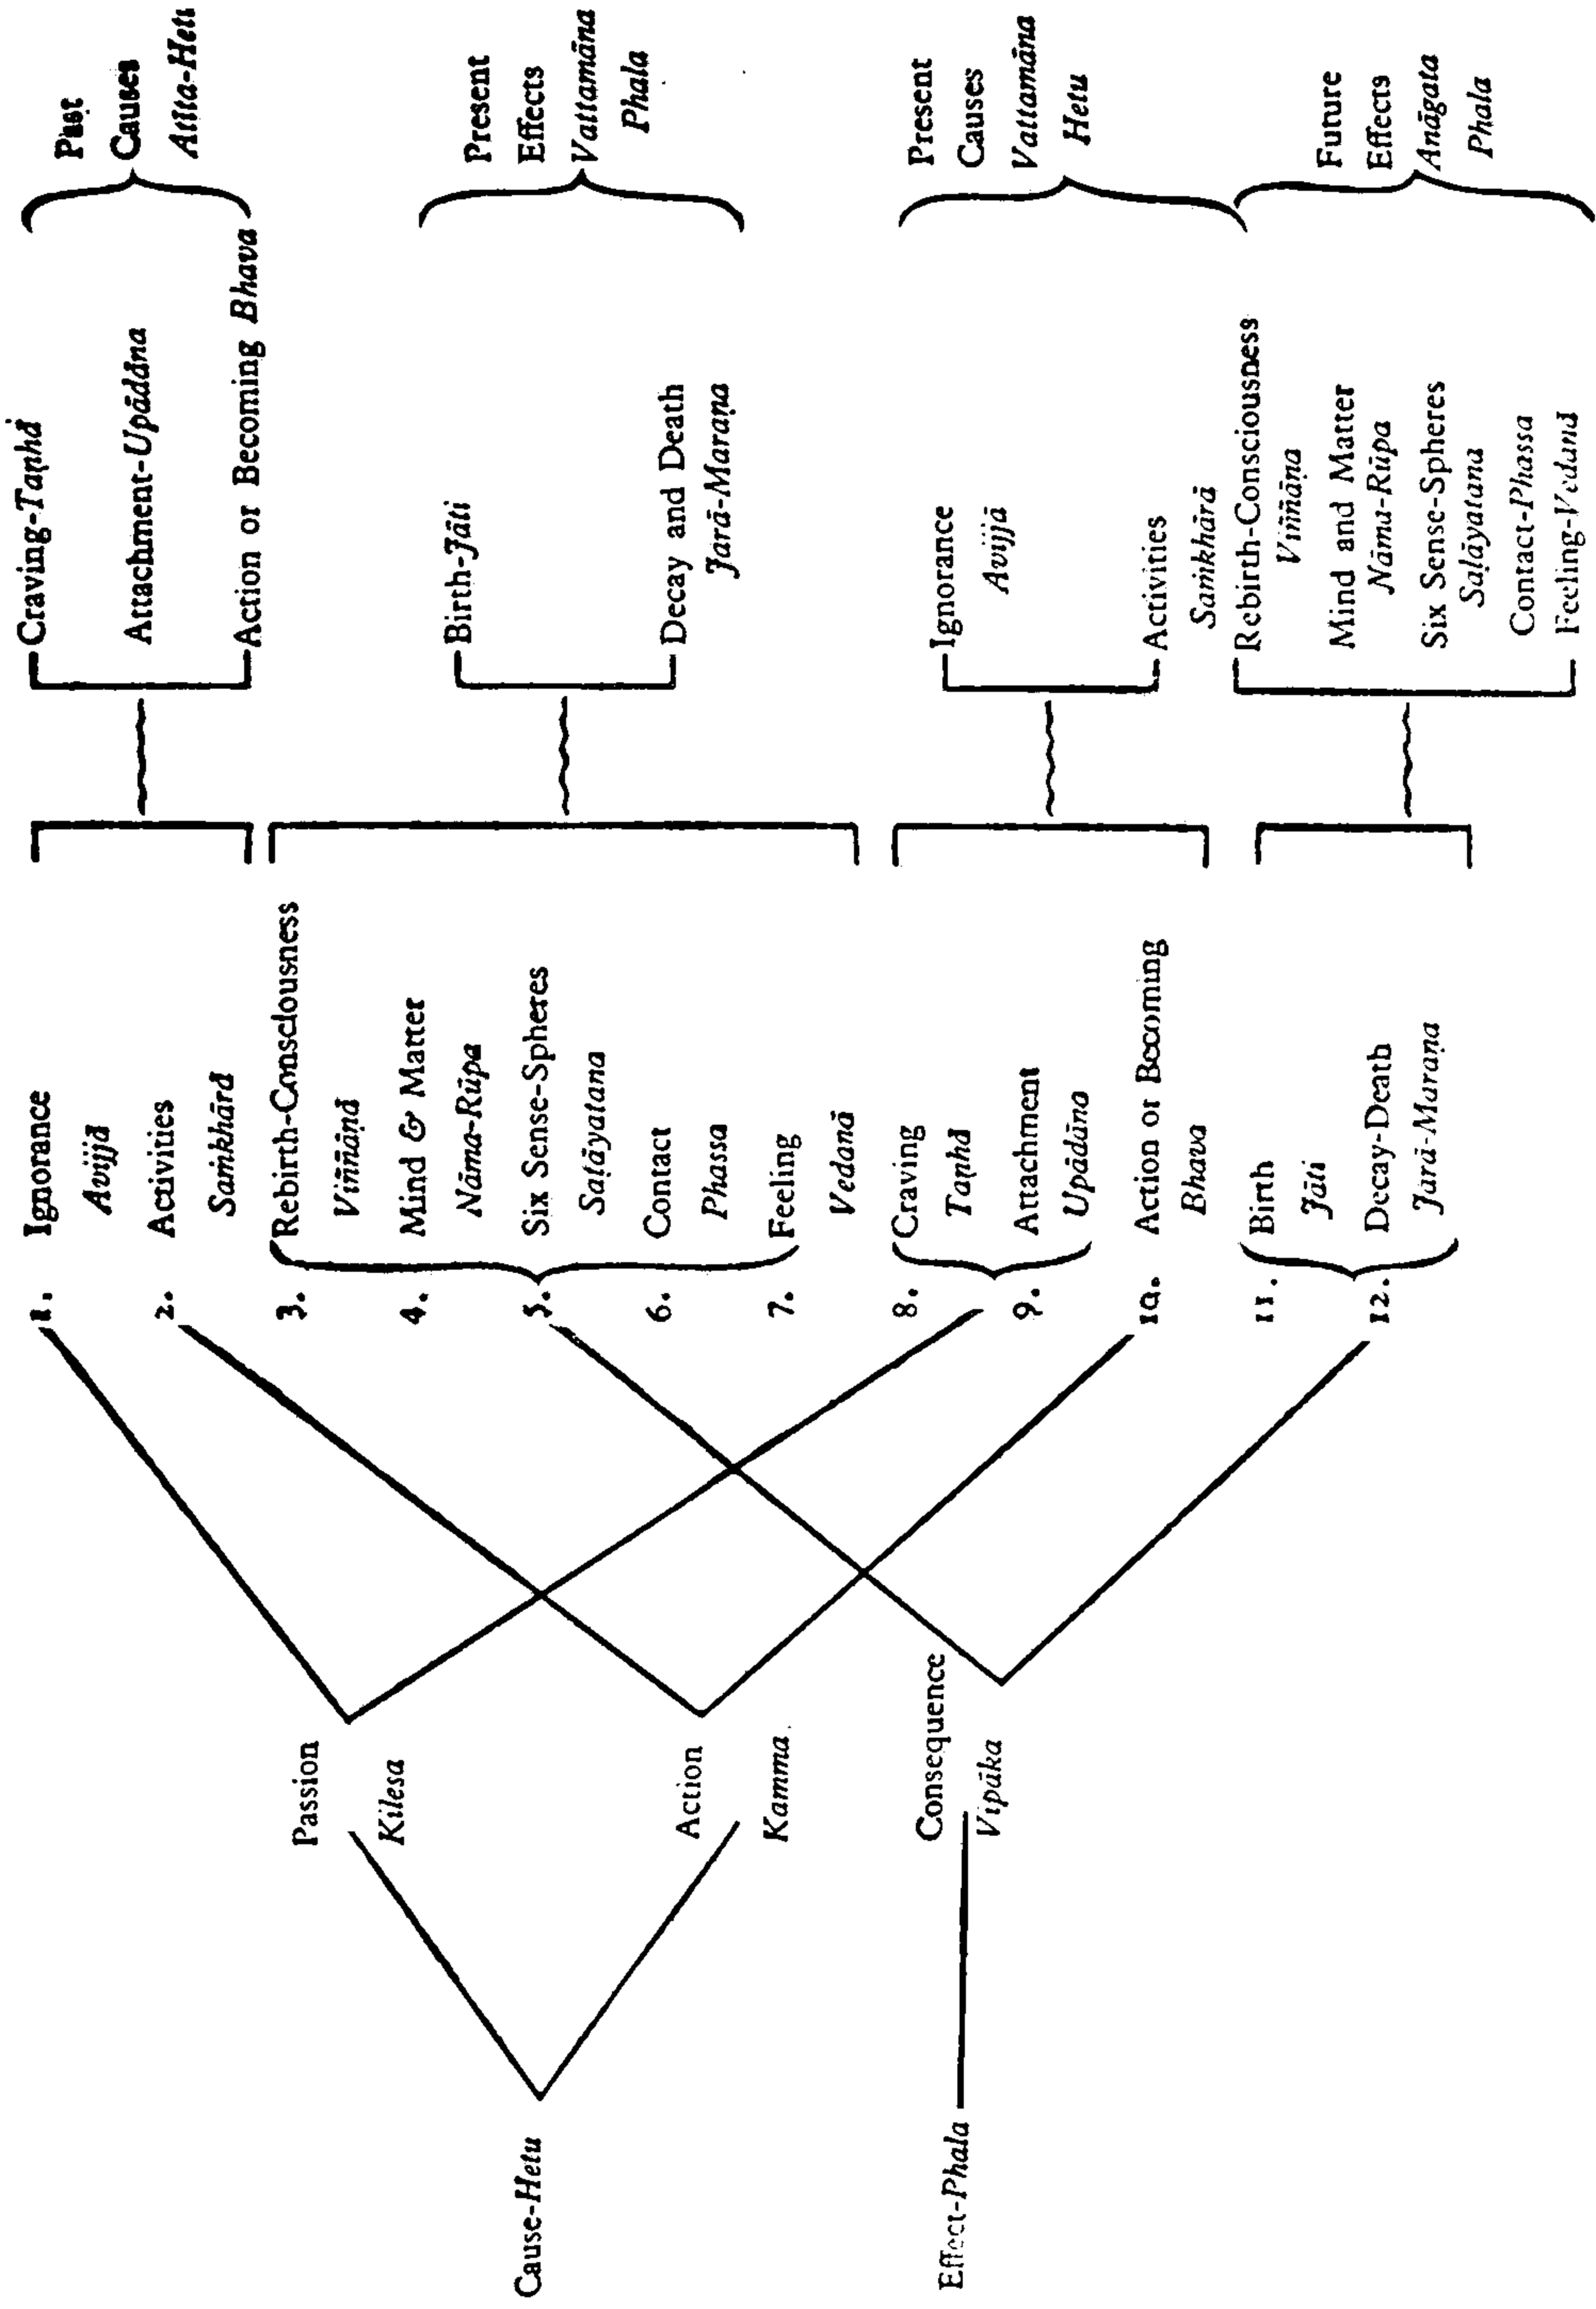 Cause-Hetu
Effect-Phala
Passion
Kilesa
Action
Kamma
Consequence
Vipāka
1. Ignorance
Avijjā
2. Activities
Saṁkhārā
3. Rebirth-Consciousness
Viññāṇā
4. Mind & Matter
Nāma-Rūpa
5. Six Sense-Spheres
Saḷāyatana
6. Contact
Phassa
7. Feeling
Vedanā
8. Craving
Taṇhā
9. Attachment
Upādāna
10. Action or Becoming
Bhava
11. Birth
Jāti
12. Decay-Death
Jarā-Maraṇa
Craving-Taṇhā
Attachment-Upādāna
Action or Becoming Bhava
Birth-Jāti
Decay and Death
Jarā-Maraṇa
Ignorance
Avijjā
Activities
Saṁkhārā
Rebirth-Consciousness
Viññāṇa
Mind and Matter
Nāma-Rūpa
Six Sense-Spheres
Saḷāyatana
Contact-Phassa
Feeling-Vedanā
Past
Causes
Atīta-Hetu
Present
Effects
Vattamāna
Phala
Present
Causes
Vattamāna
Hetu
Future
Effects
Anāgata
Phala